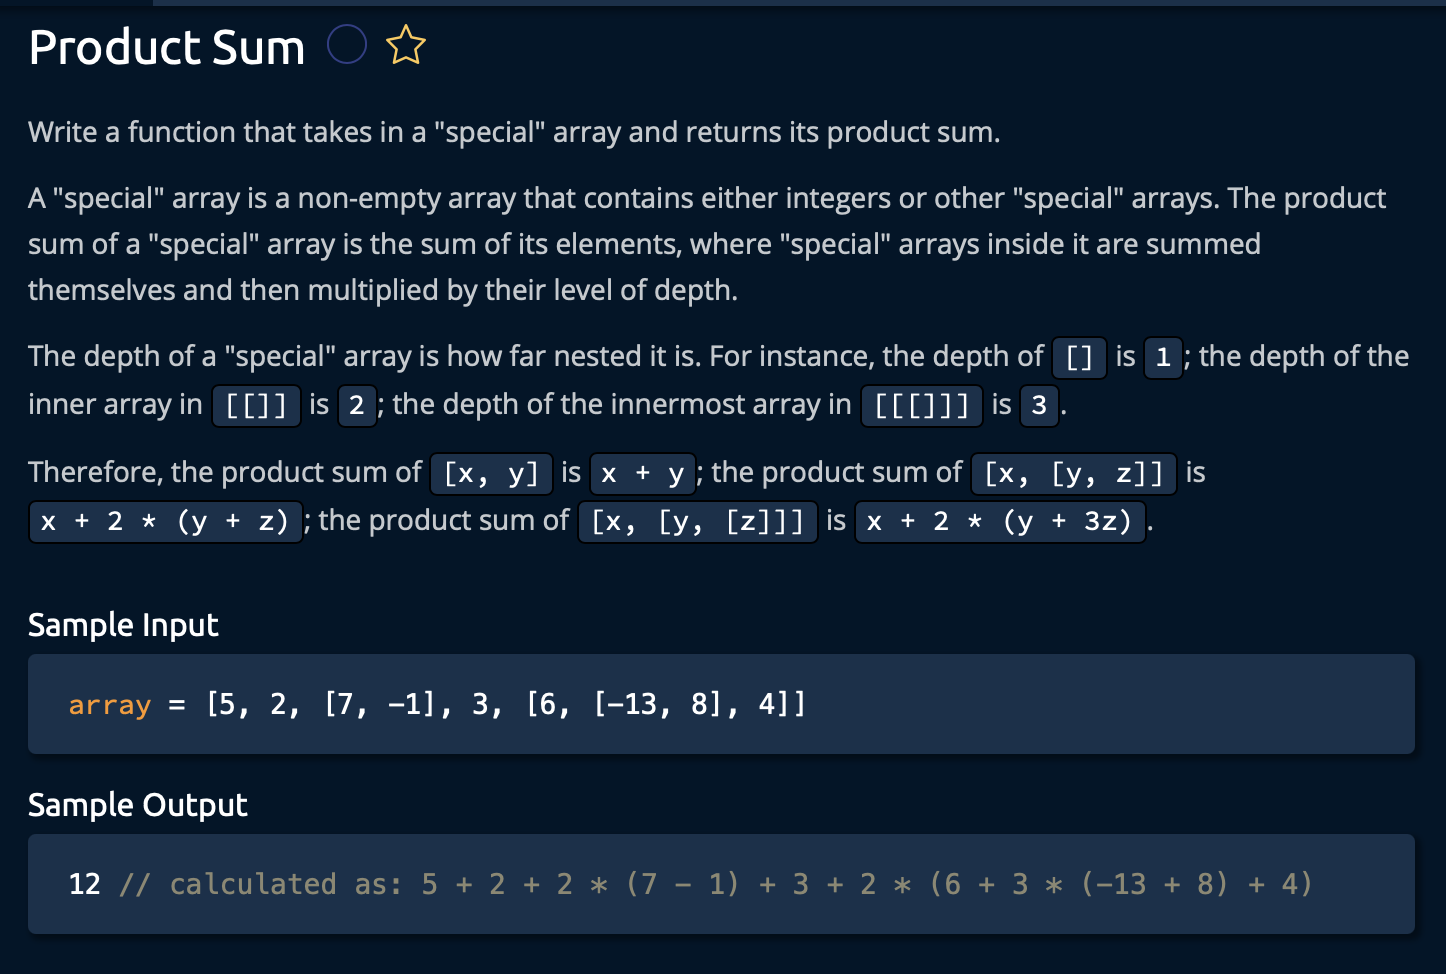 Product Sum
Write a function that takes in a "special" array and returns its product sum.
A "special" array is a non-empty array that contains either integers or other "special" arrays. The product
sum of a "special" array is the sum of its elements, where "special" arrays inside it are summed
themselves and then multiplied by their level of depth.
The depth of a "special" array is how far nested it is. For instance, the depth of [] is 1; the depth of the
inner array in [[]] is 2; the depth of the innermost array in [[[]]] is 3.
Therefore, the product sum of [x, y] is x + y; the product sum of [x, [y, z]] is
x + 2 * (y + z); the product sum of [x, [y, [z]]] is x + 2 * (y + 3z).
Sample Input
array = [5, 2, [7, -1], 3, [6, [-13, 8], 4]]
Sample Output
12 // calculated as: 5 + 2 + 2 * (7 - 1) + 3 + 2 * (6 + 3 * (-13 + 8) + 4)